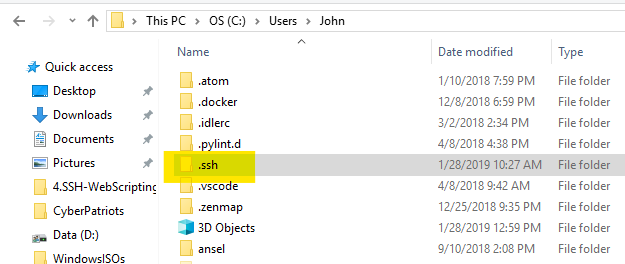 This PC > OS (C:) > Users > John
Name Date modified Type
Quick access
Desktop
Downloads
Documents
Pictures
4.SSH-WebScripting
CyberPatriots
Data (D:)
WindowsISOs
.atom 1/10/2018 7:59 PM File folder
.docker 12/8/2018 6:59 PM File folder
.idlerc 3/2/2018 2:34 PM File folder
.pylint.d 4/8/2018 4:38 PM File folder
.ssh 1/28/2019 10:27 AM File folder
.vscode 4/8/2018 9:42 AM File folder
.zenmap 12/25/2018 9:35 PM File folder
3D Objects 1/28/2019 12:59 PM File folder
ansel 9/10/2018 2:08 PM File folder